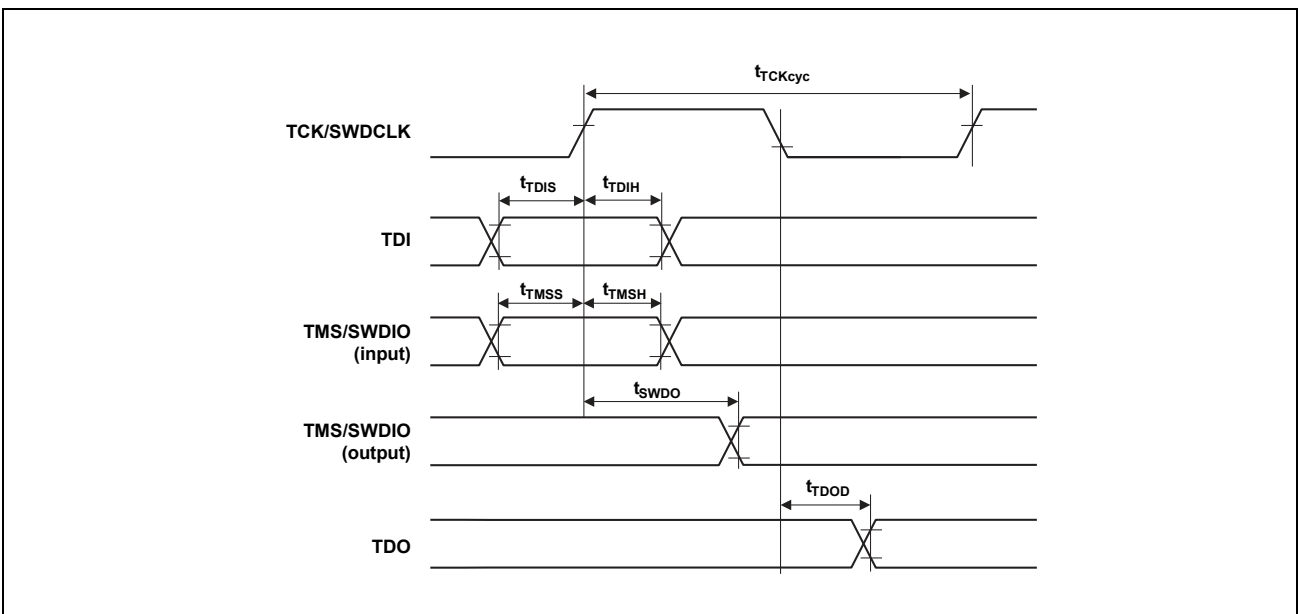 tTCKcyc
TCK/SWDCLK
tTDIS tTDIH
TDI
tTMSS tTMSH
TMS/SWDIO
(input)
tSWDO
TMS/SWDIO
(output)
tTDOD
TDO